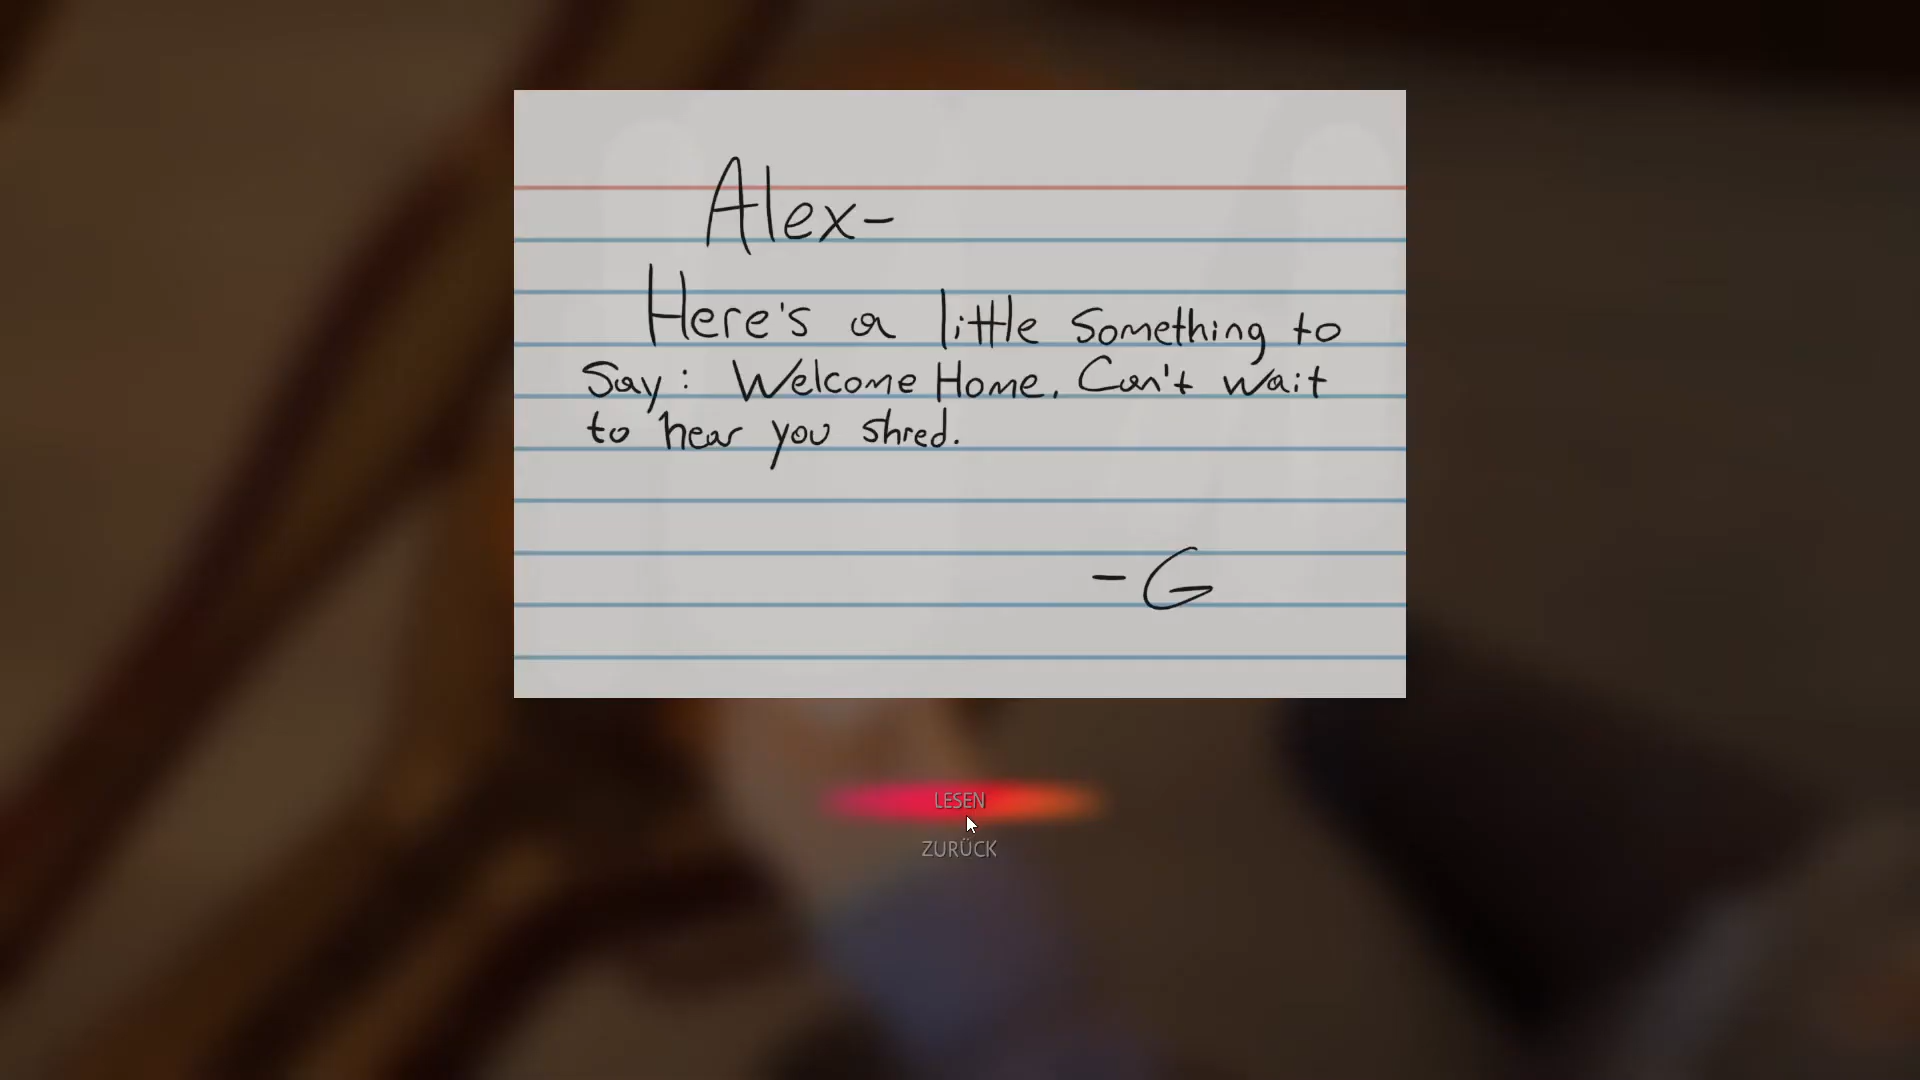 Alex-
Here's a little Something to
Say: Welcome Home. Can't wait
to hear you shred.
-G
LESEN
ZURÜCK